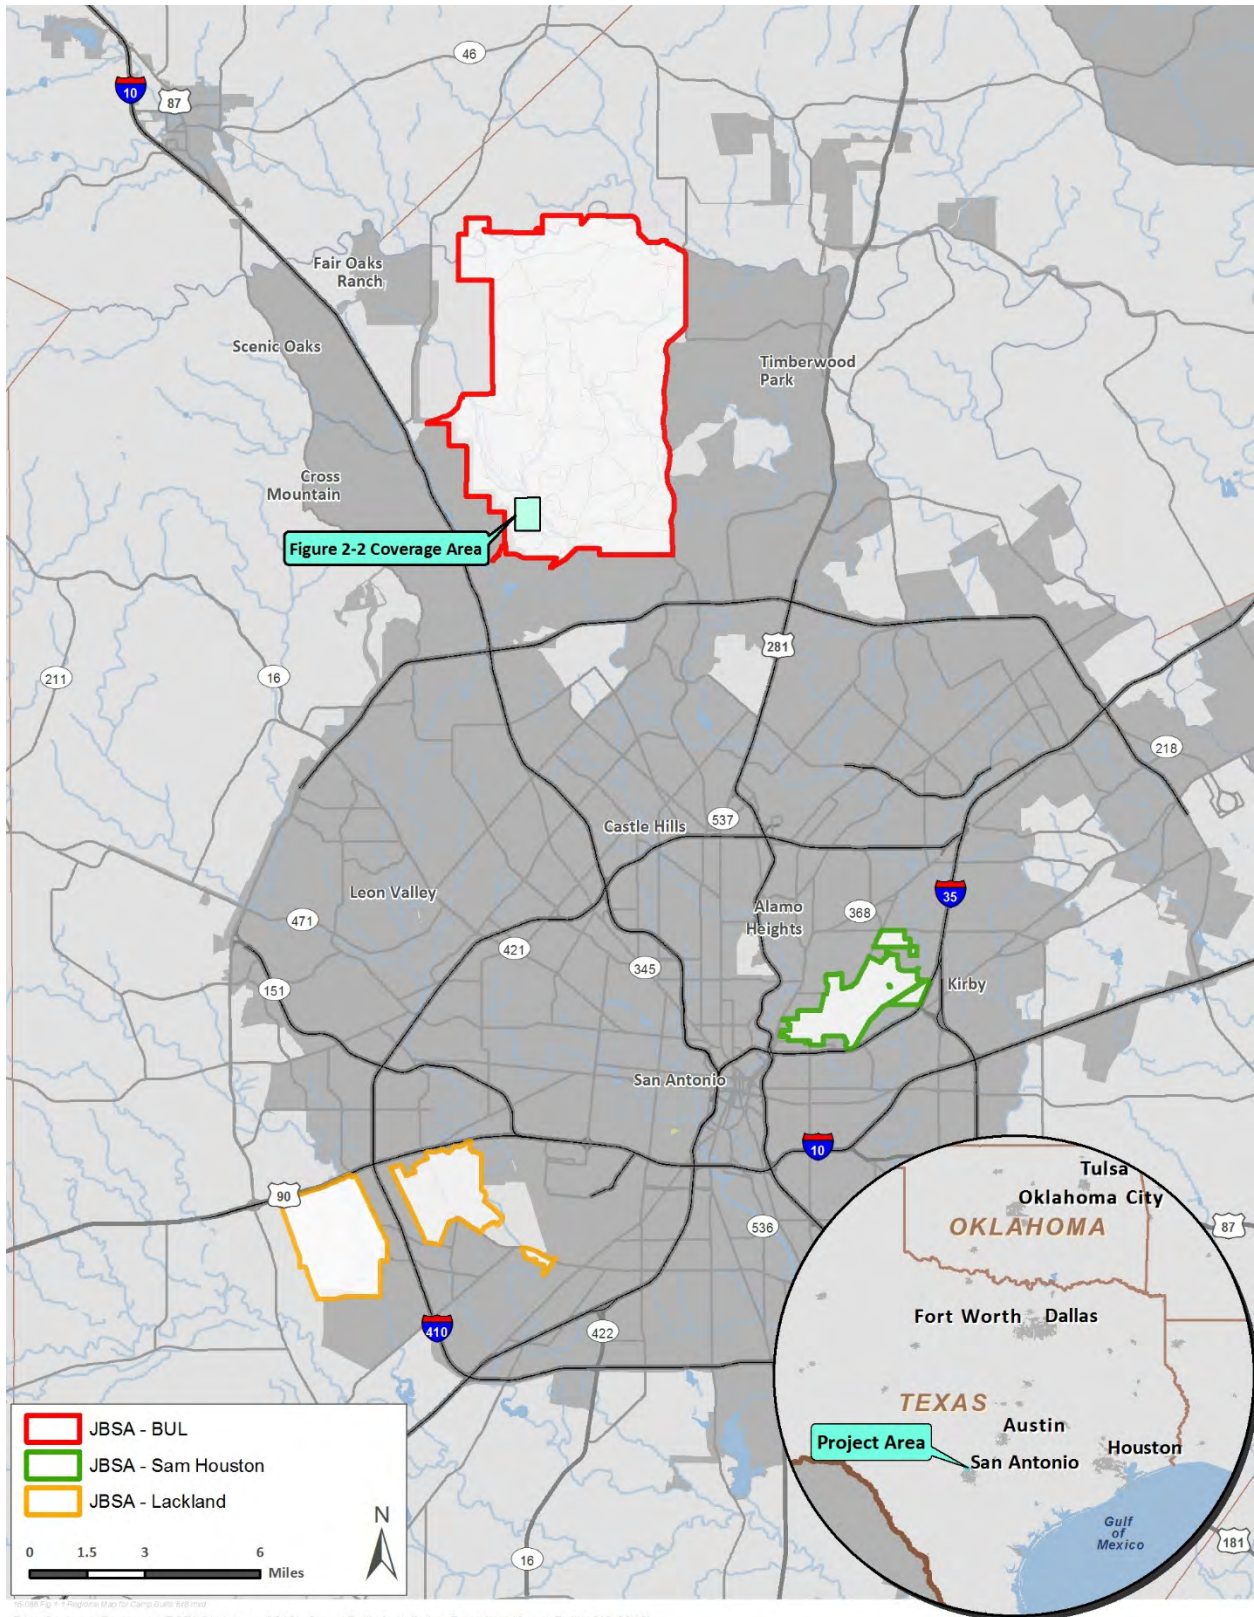 46
10
87
Fair Oaks
Ranch
Scenic Oaks
Timberwood
Park
Cross
Mountain
Figure 2-2 Coverage Area
281
211
16
218
537
Castle Hills
Leon Valley
35
Alamo
Heights
368
471
421
345
Kirby
151
San Antonio
10
90
536
410
422
16
Tulsa
Oklahoma City
OKLAHOMA
87
Fort Worth
Dallas
TEXAS
Austin
Project Area
San Antonio
Houston
Gulf
of
Mexico
181
JBSA - BUL
JBSA - Sam Houston
JBSA - Lackland
N
0 1.5 3 6
Miles